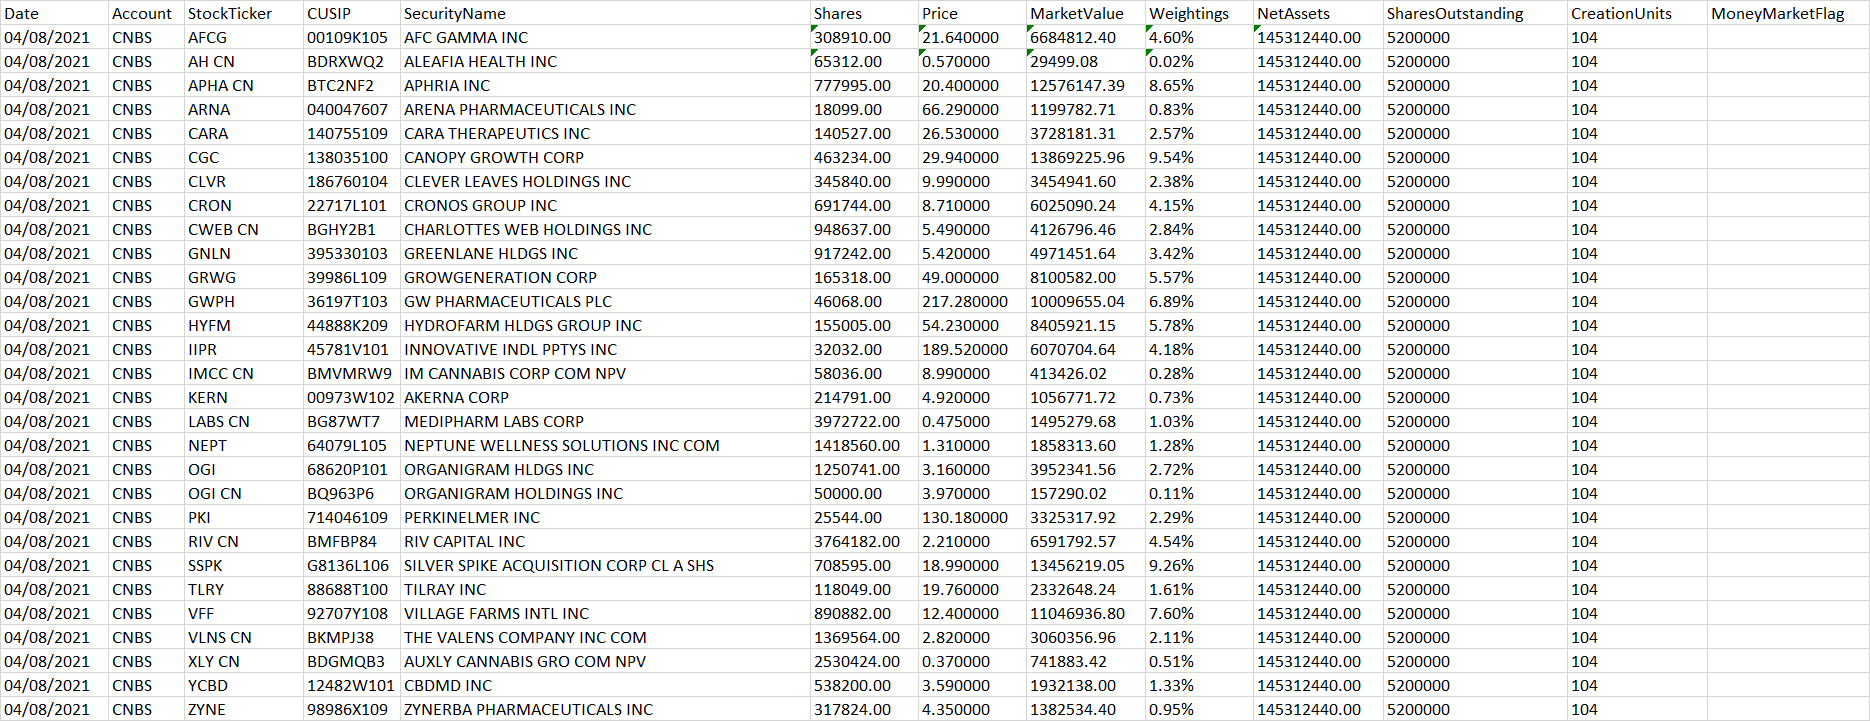 Date Account StockTicker CUSIP SecurityName Shares Price MarketValue Weightings NetAssets SharesOutstanding CreationUnits MoneyMarketFlag
04/08/2021 CNBS AFCG 00109K105 AFC GAMMA INC 308910.00 21.640000 6684812.40 4.60% 145312440.00 5200000 104
04/08/2021 CNBS AH CN BDRXWQ2 ALEAFIA HEALTH INC 65312.00 0.570000 29499.08 0.02% 145312440.00 5200000 104
04/08/2021 CNBS APHA CN BTC2NF2 APHRIA INC 777995.00 20.400000 12576147.39 8.65% 145312440.00 5200000 104
04/08/2021 CNBS ARNA 040047607 ARENA PHARMACEUTICALS INC 18099.00 66.290000 1199782.71 0.83% 145312440.00 5200000 104
04/08/2021 CNBS CARA 140755109 CARA THERAPEUTICS INC 140527.00 26.530000 3728181.31 2.57% 145312440.00 5200000 104
04/08/2021 CNBS CGC 138035100 CANOPY GROWTH CORP 463234.00 29.940000 13869225.96 9.54% 145312440.00 5200000 104
04/08/2021 CNBS CLVR 186760104 CLEVER LEAVES HOLDINGS INC 345840.00 9.990000 3454941.60 2.38% 145312440.00 5200000 104
04/08/2021 CNBS CRON 22717L101 CRONOS GROUP INC 691744.00 8.710000 6025090.24 4.15% 145312440.00 5200000 104
04/08/2021 CNBS CWEB CN BGHY2B1 CHARLOTTES WEB HOLDINGS INC 948637.00 5.490000 4126796.46 2.84% 145312440.00 5200000 104
04/08/2021 CNBS GNLN 395330103 GREENLANE HLDGS INC 917242.00 5.420000 4971451.64 3.42% 145312440.00 5200000 104
04/08/2021 CNBS GRWG 39986L109 GROWGENERATION CORP 165318.00 49.000000 8100582.00 5.57% 145312440.00 5200000 104
04/08/2021 CNBS GWPH 36197T103 GW PHARMACEUTICALS PLC 46068.00 217.280000 10009655.04 6.89% 145312440.00 5200000 104
04/08/2021 CNBS HYFM 44888K209 HYDROFARM HLDGS GROUP INC 155005.00 54.230000 8405921.15 5.78% 145312440.00 5200000 104
04/08/2021 CNBS IIPR 45781V101 INNOVATIVE INDL PPTYS INC 32032.00 189.520000 6070704.64 4.18% 145312440.00 5200000 104
04/08/2021 CNBS IMCC CN BMVMRW9 IM CANNABIS CORP COM NPV 58036.00 8.990000 413426.02 0.28% 145312440.00 5200000 104
04/08/2021 CNBS KERN 00973W102 AKERNA CORP 214791.00 4.920000 1056771.72 0.73% 145312440.00 5200000 104
04/08/2021 CNBS LABS CN BG87WT7 MEDIPHARM LABS CORP 3972722.00 0.475000 1495279.68 1.03% 145312440.00 5200000 104
04/08/2021 CNBS NEPT 64079L105 NEPTUNE WELLNESS SOLUTIONS INC COM 1418560.00 1.310000 1858313.60 1.28% 145312440.00 5200000 104
04/08/2021 CNBS OGI 68620P101 ORGANIGRAM HLDGS INC 1250741.00 3.160000 3952341.56 2.72% 145312440.00 5200000 104
04/08/2021 CNBS OGI CN BQ963P6 ORGANIGRAM HOLDINGS INC 50000.00 3.970000 157290.02 0.11% 145312440.00 5200000 104
04/08/2021 CNBS PKI 714046109 PERKINELMER INC 25544.00 130.180000 3325317.92 2.29% 145312440.00 5200000 104
04/08/2021 CNBS RIV CN BMFBP84 RIV CAPITAL INC 3764182.00 2.210000 6591792.57 4.54% 145312440.00 5200000 104
04/08/2021 CNBS SSPK G8136L106 SILVER SPIKE ACQUISITION CORP CL A SHS 708595.00 18.990000 13456219.05 9.26% 145312440.00 5200000 104
04/08/2021 CNBS TLRY 88688T100 TILRAY INC 118049.00 19.760000 2332648.24 1.61% 145312440.00 5200000 104
04/08/2021 CNBS VFF 92707Y108 VILLAGE FARMS INTL INC 890882.00 12.400000 11046936.80 7.60% 145312440.00 5200000 104
04/08/2021 CNBS VLNS CN BKMPJ38 THE VALENS COMPANY INC COM 1369564.00 2.820000 3060356.96 2.11% 145312440.00 5200000 104
04/08/2021 CNBS XLY CN BDGMQB3 AUXLY CANNABIS GRO COM NPV 2530424.00 0.370000 741883.42 0.51% 145312440.00 5200000 104
04/08/2021 CNBS YCBD 12482W101 CBDMD INC 538200.00 3.590000 1932138.00 1.33% 145312440.00 5200000 104
04/08/2021 CNBS ZYNE 98986X109 ZYNERBA PHARMACEUTICALS INC 317824.00 4.350000 1382534.40 0.95% 145312440.00 5200000 104